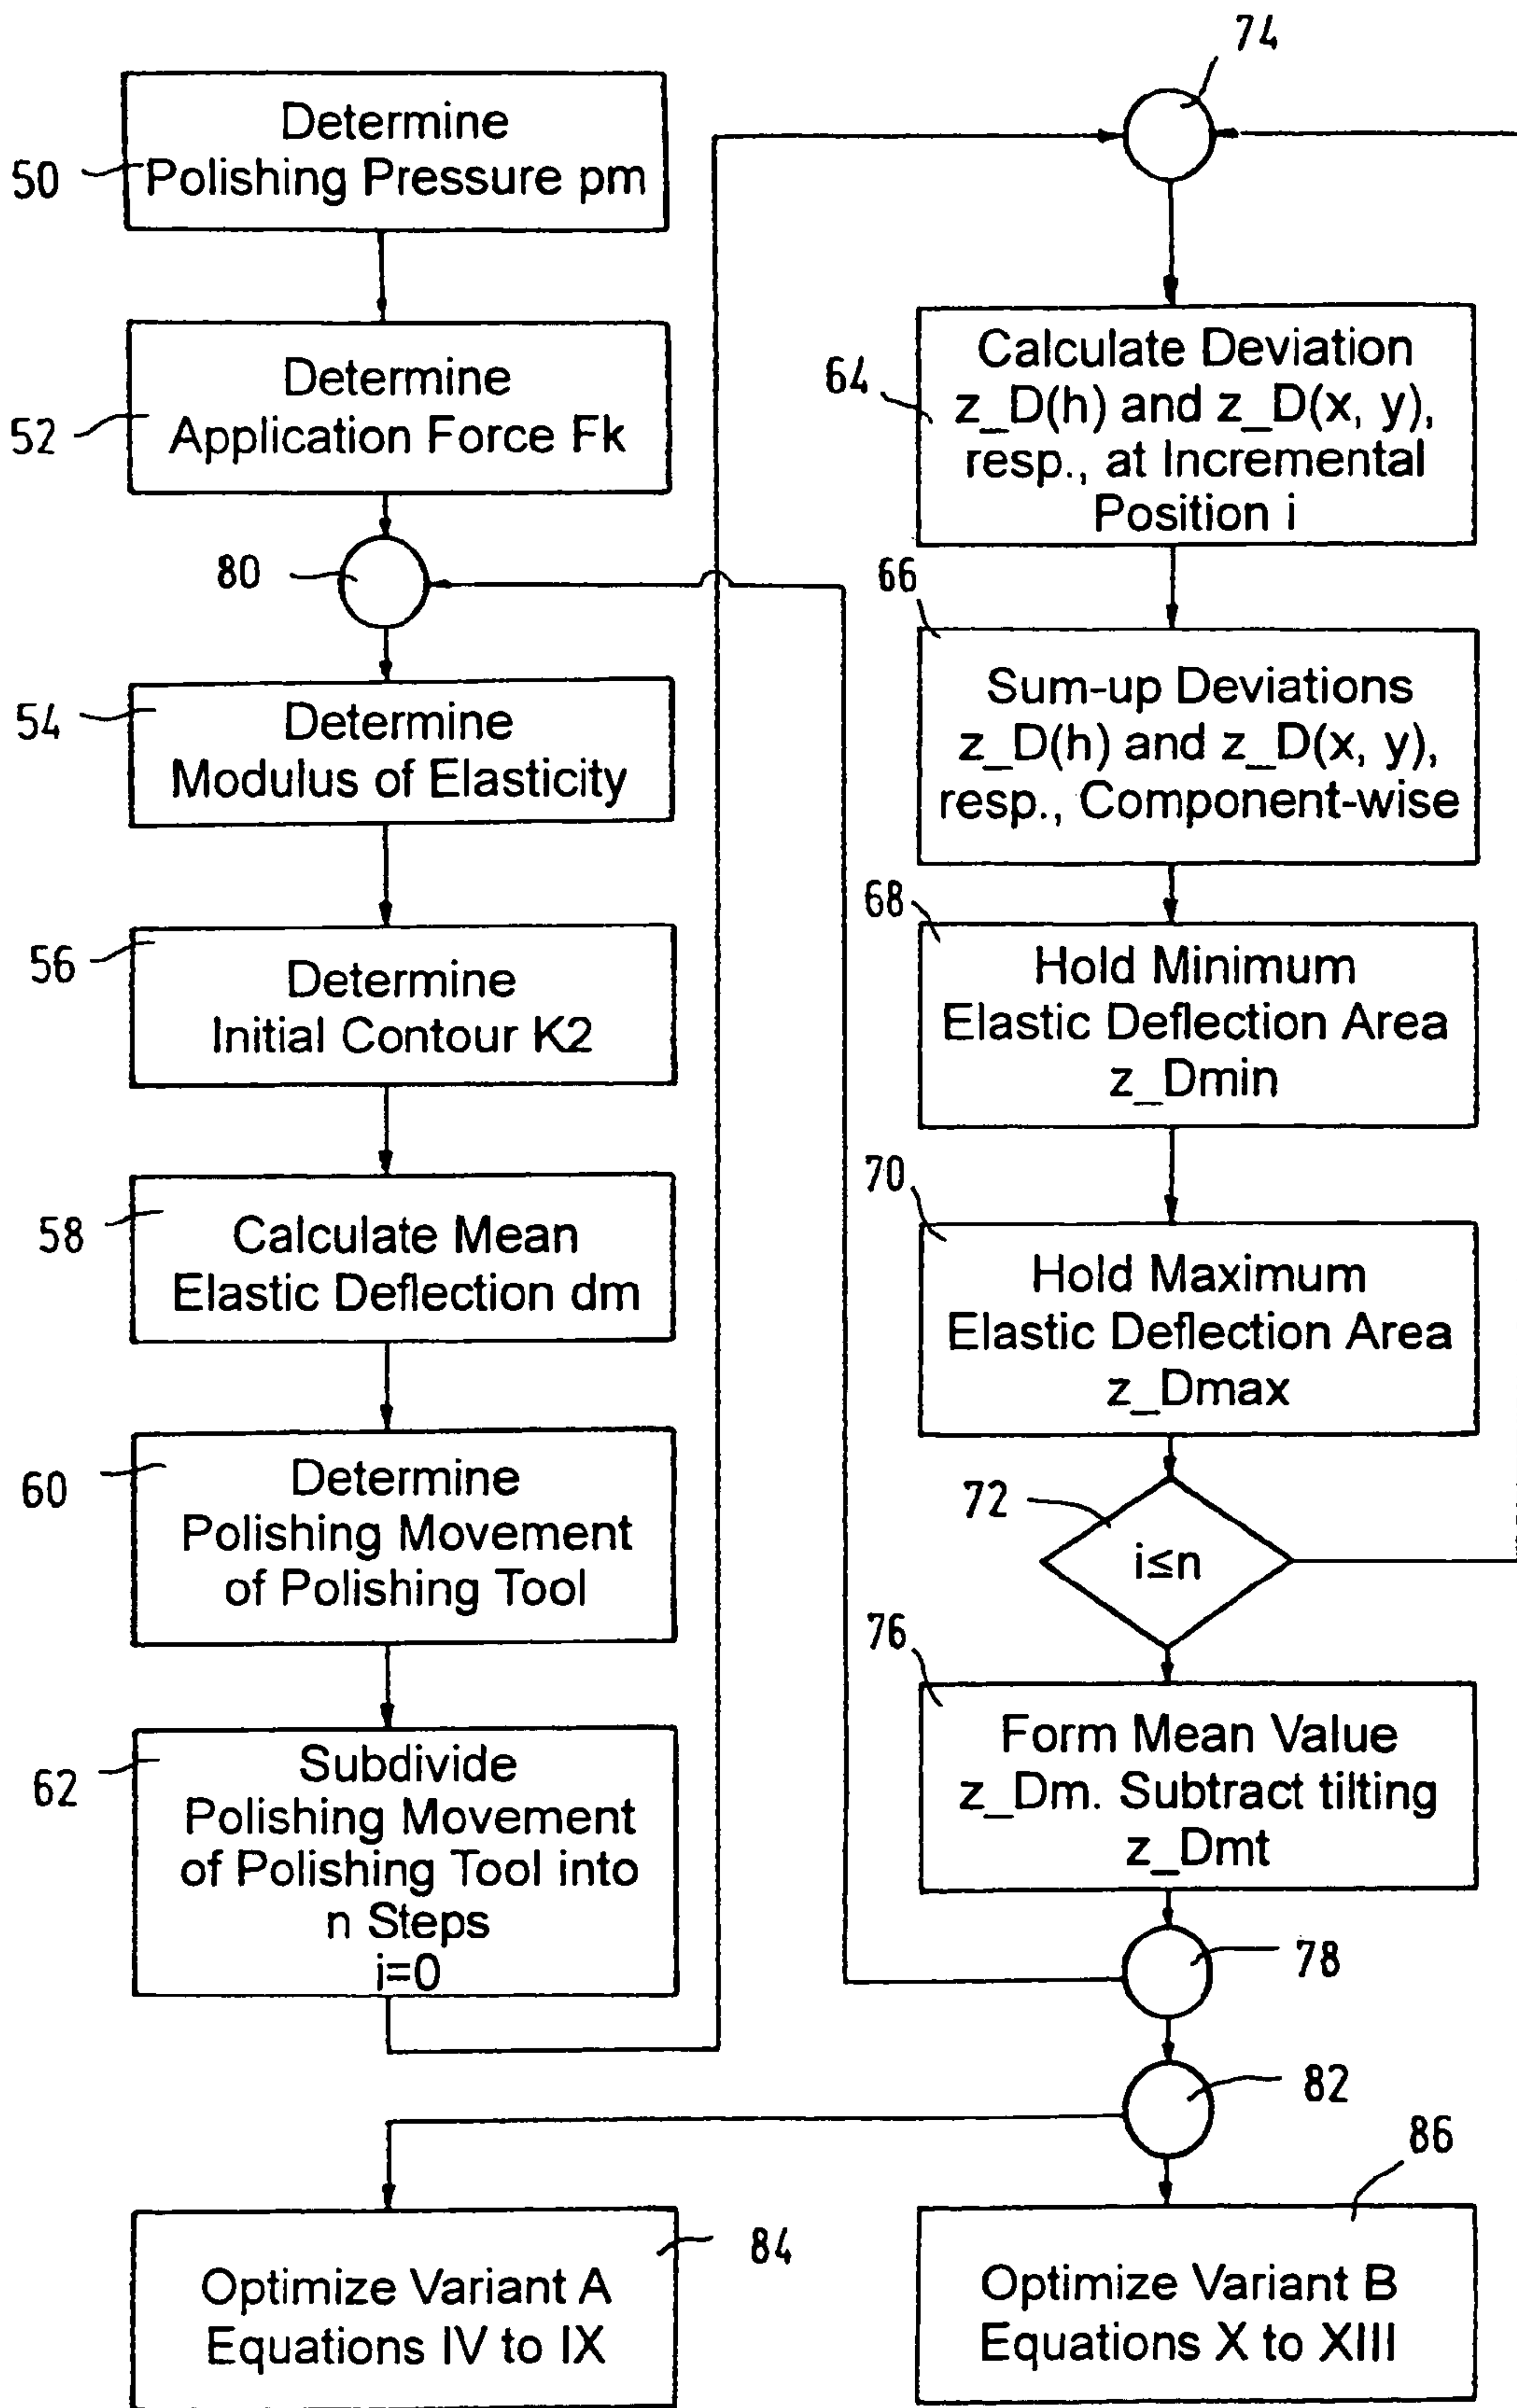 Determine
Polishing Pressure pm
50
Determine
Application Force Fk
52
80
54
Determine
Modulus of Elasticity
56
Determine
Initial Contour K2
58
Calculate Mean
Elastic Deflection dm
60
Determine
Polishing Movement
of Polishing Tool
62
Subdivide
Polishing Movement
of Polishing Tool into
n Steps
i=0
74
64
Calculate Deviation
z_D(h) and z_D(x, y),
resp., at Incremental
Position i
66
Sum-up Deviations
z_D(h) and z_D(x, y),
resp., Component-wise
68
Hold Minimum
Elastic Deflection Area
z_Dmin
70
Hold Maximum
Elastic Deflection Area
z_Dmax
72
i≤n
76
Form Mean Value
z_Dm. Subtract tilting
z_Dmt
78
82
84
Optimize Variant A
Equations IV to IX
86
Optimize Variant B
Equations X to XIII